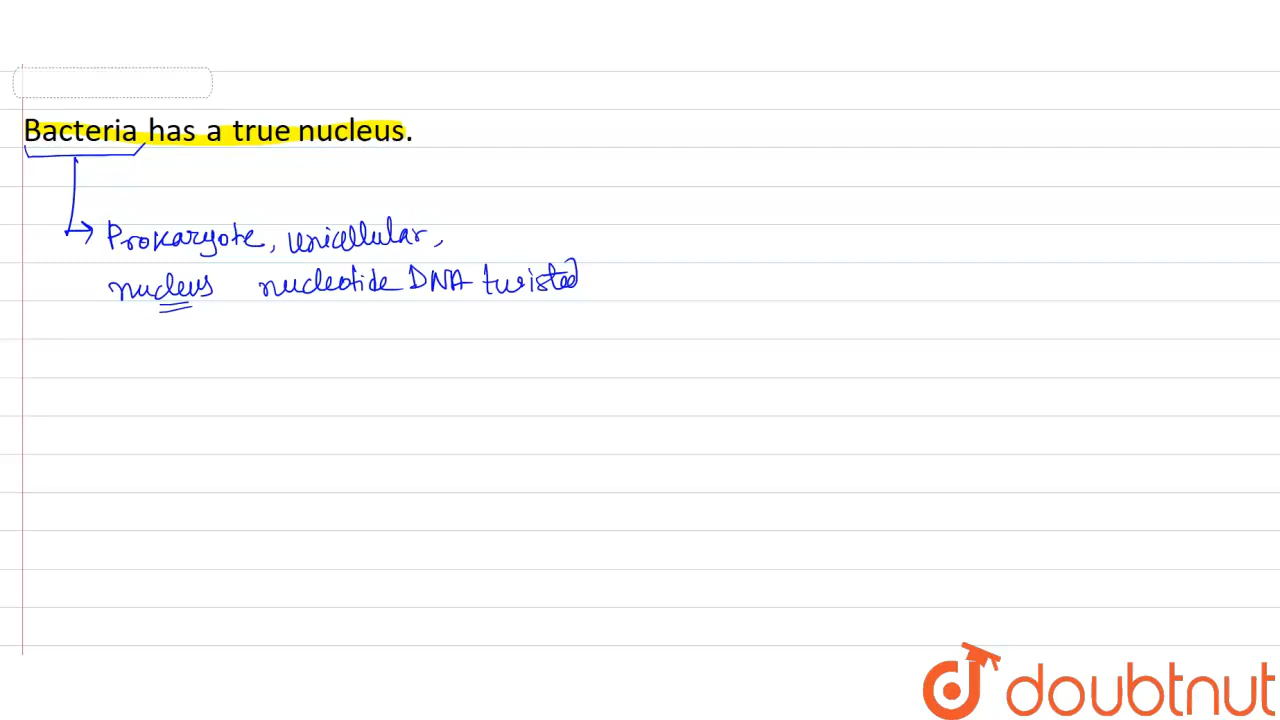 Bacteria has a true nucleus.
Prokaryote, unicellular,
nucleus nucleotide DNA twisted
doubtnut